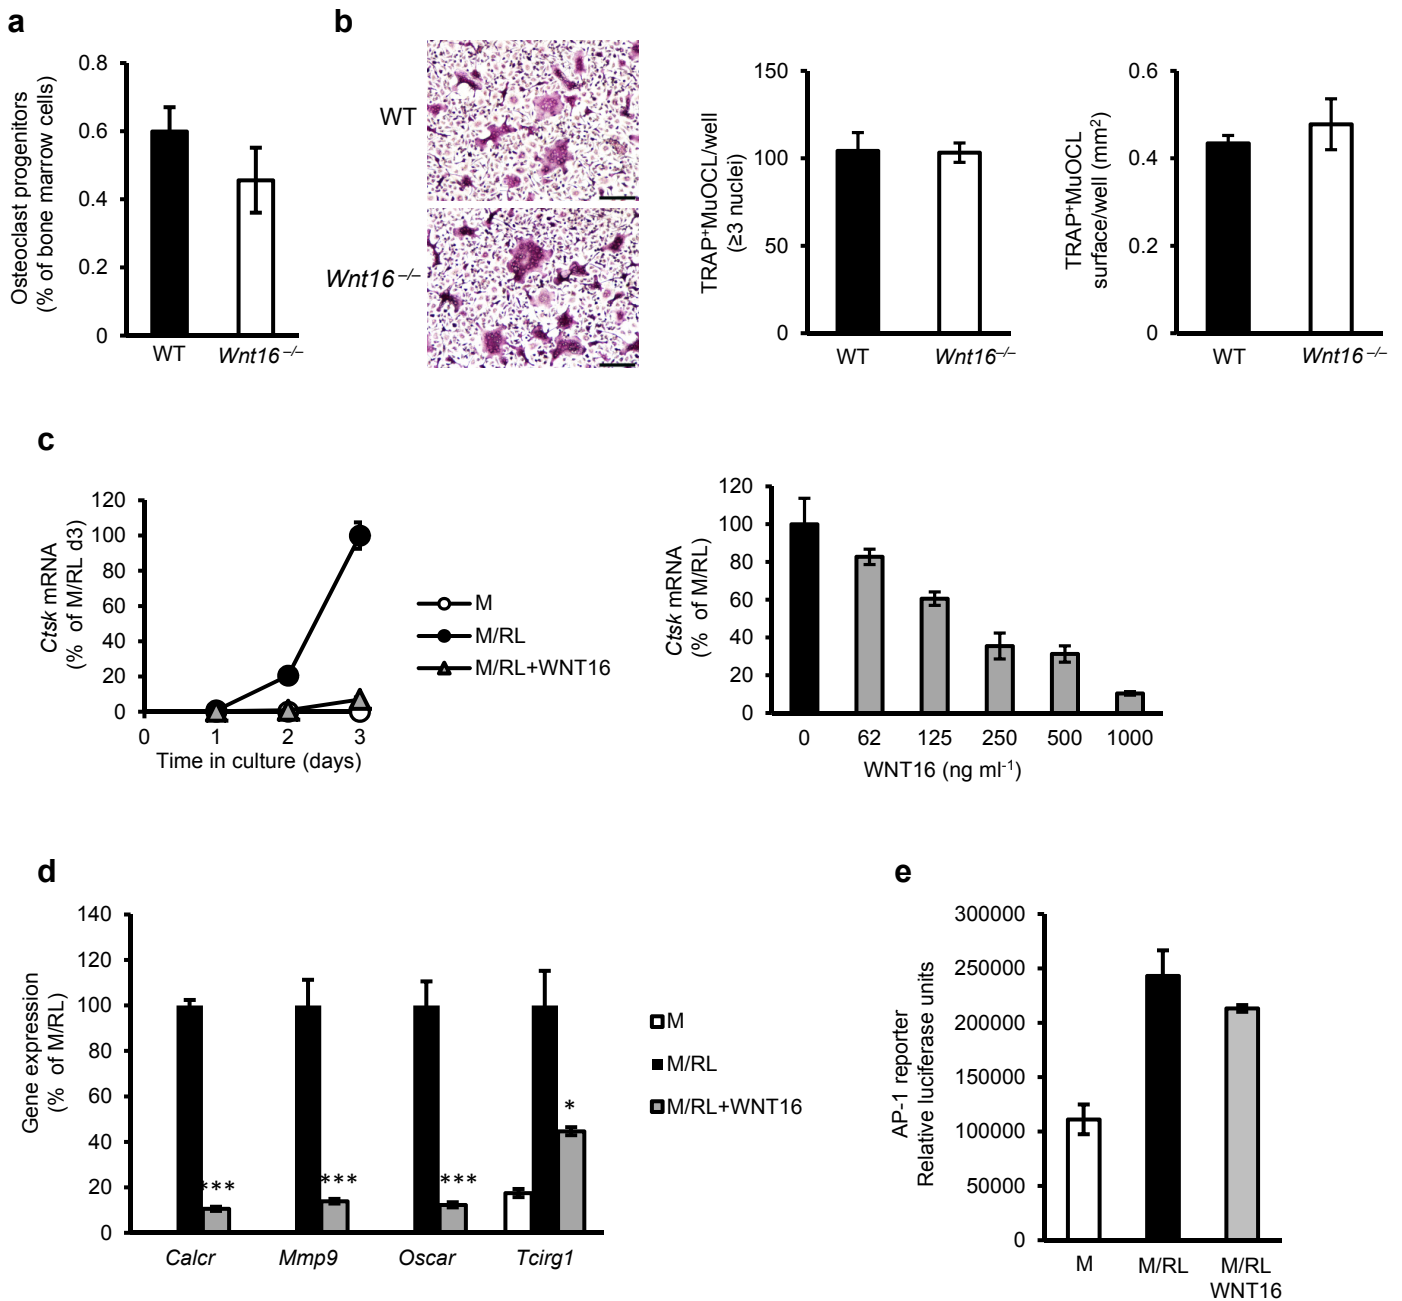 a
Osteoclast progenitors
(% of bone marrow cells)
0.8
0.6
0.4
0.2
0
WT
Wnt16⁻/⁻
b
WT
Wnt16⁻/⁻
TRAP⁺MuOCL/well
(≥3 nuclei)
150
100
50
0
WT
Wnt16⁻/⁻
TRAP⁺MuOCL
surface/well (mm²)
0.6
0.4
0.2
0
WT
Wnt16⁻/⁻
c
Ctsk mRNA
(% of M/RL d3)
120
100
80
60
40
20
0
0 1 2 3
Time in culture (days)
M
M/RL
M/RL+WNT16
Ctsk mRNA
(% of M/RL)
120
100
80
60
40
20
0
0 62 125 250 500 1000
WNT16 (ng ml⁻¹)
d
Gene expression
(% of M/RL)
140
120
100
80
60
40
20
0
*** *** *** *
Calcr Mmp9 Oscar Tcirg1
M
M/RL
M/RL+WNT16
e
AP-1 reporter
Relative luciferase units
300000
250000
200000
150000
100000
50000
0
M M/RL M/RL
WNT16